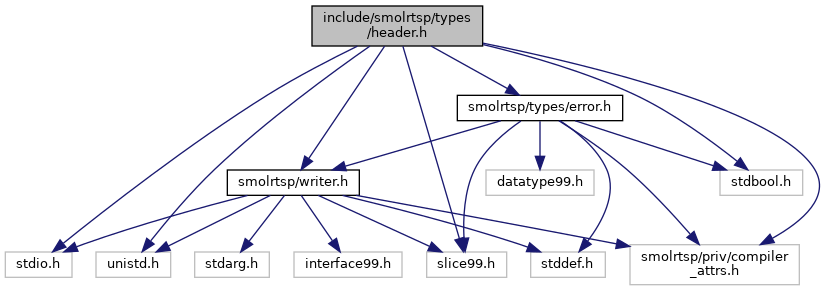 include/smolrtsp/types
/header.h
smolrtsp/types/error.h
smolrtsp/writer.h
datatype99.h
stdbool.h
stdio.h
unistd.h
stdarg.h
interface99.h
slice99.h
stddef.h
smolrtsp/priv/compiler
_attrs.h